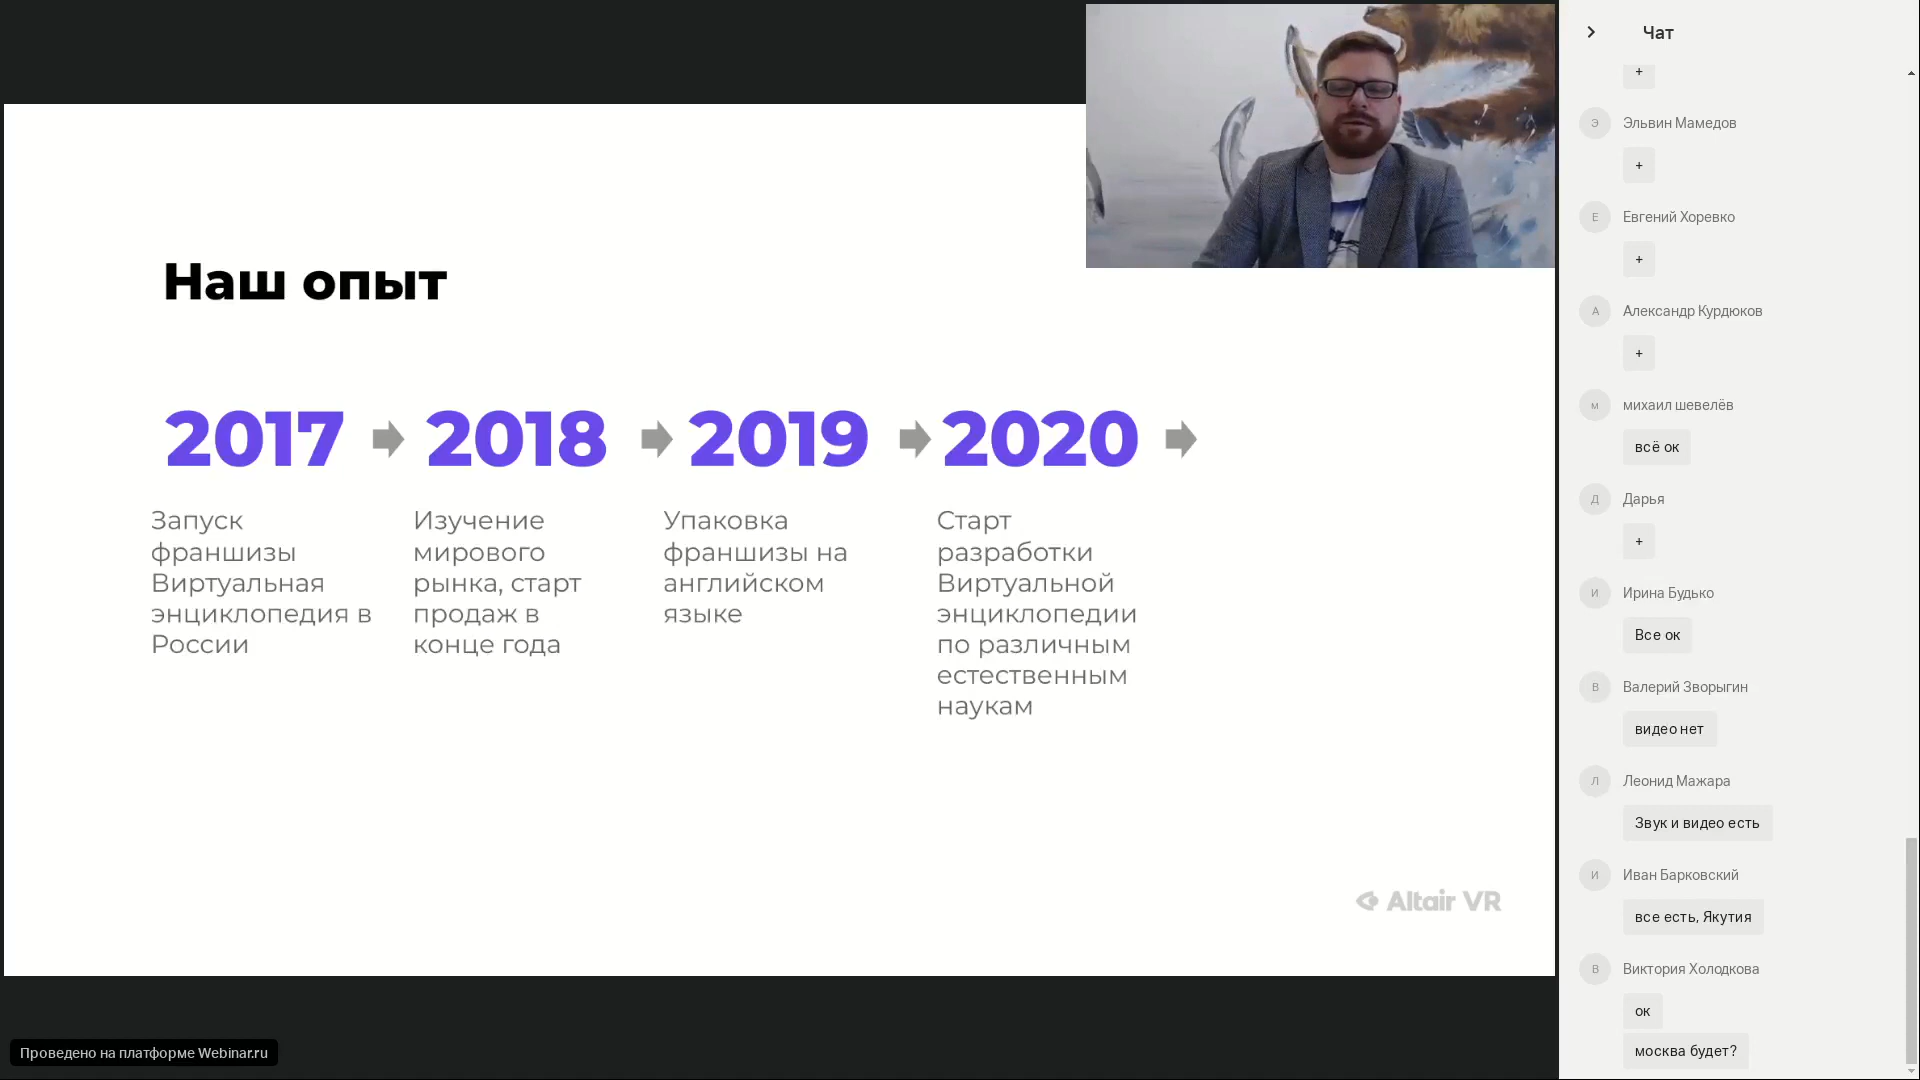 Наш опыт
2017
2018
2019
2020
Запуск
франшизы
Виртуальная
энциклопедия в
России
Изучение
мирового
рынка, старт
продаж в
конце года
Упаковка
франшизы на
английском
языке
Старт
разработки
Виртуальной
энциклопедии
по различным
естественным
наукам
Altair VR
Проведено на платформе Webinar.ru
Чат
+
Э
Эльвин Мамедов
+
Е
Евгений Хоревко
+
А
Александр Курдюков
+
м
михаил шевелёв
всё ок
Д
Дарья
+
И
Ирина Будько
Все ок
В
Валерий Зворыгин
видео нет
Л
Леонид Мажара
Звук и видео есть
И
Иван Барковский
все есть, Якутия
В
Виктория Холодкова
ок
москва будет?